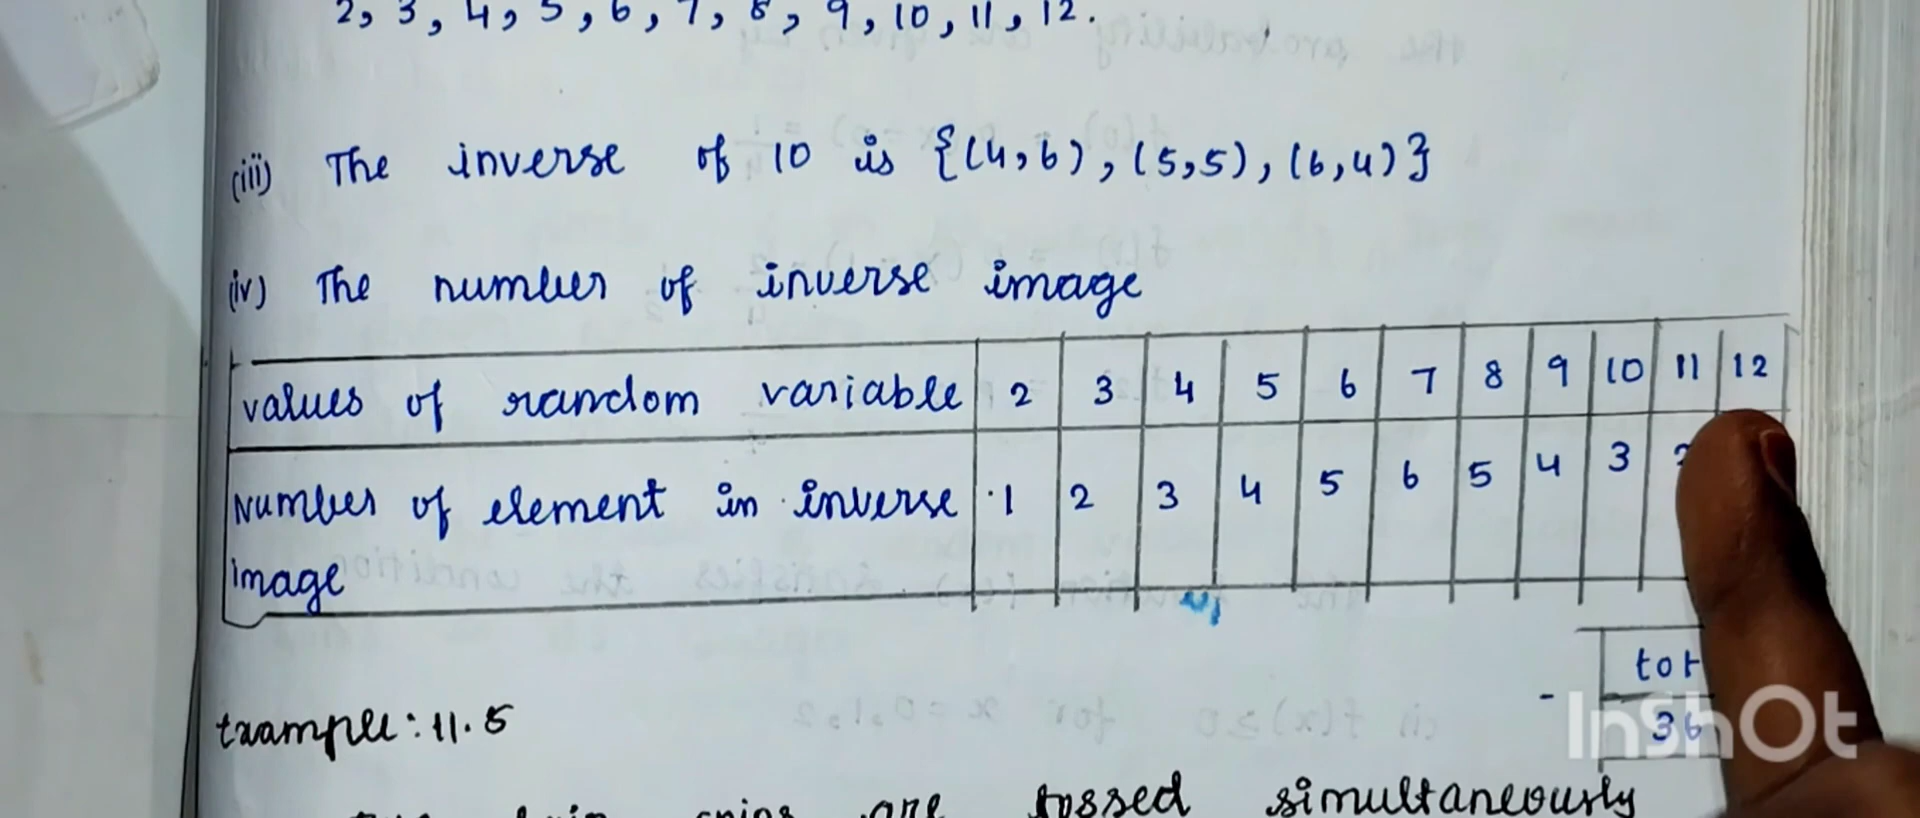 2, 3, 4, 5, 6, 7, 8, 9, 10, 11, 12.
(iii) The inverse of 10 is {(4,6), (5,5), (6,4)}
(iv) The number of inverse image
values of random variable 2 3 4 5 6 7 8 9 10 11 12
Number of element in inverse 1 2 3 4 5 6 5 4 3
image
tot
Example: 11.5
36
InShOt
coins are tossed simultaneously